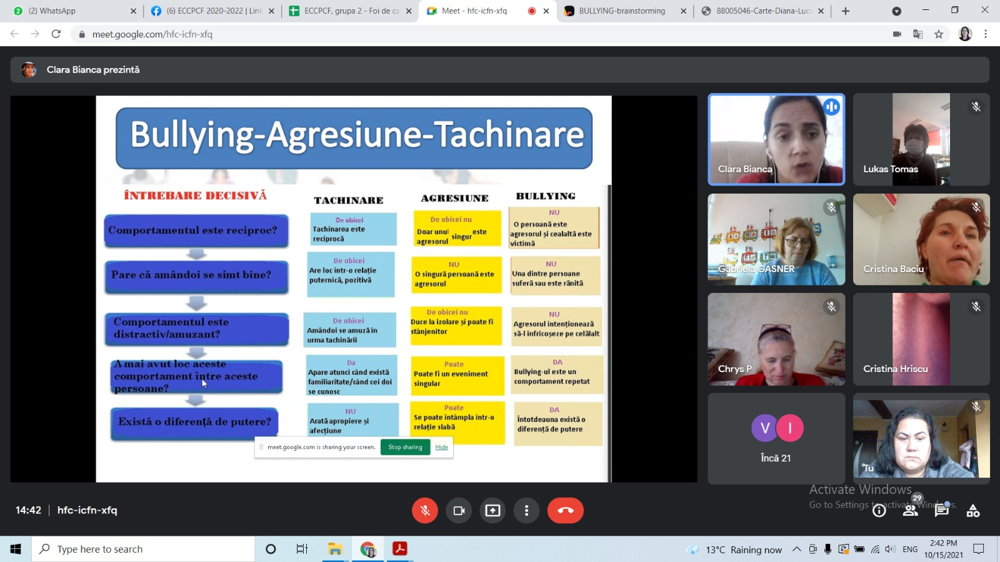 (2) WhatsApp
(6) ECCPCF 2020-2022 | Link
ECCPCF, grupa 2 - Foi de ca
Meet - hfc-icfn-xfq
BULLYING-brainstorming
88005046-Carte-Diana-Luci
meet.google.com/hfc-icfn-xfq
Clara Bianca prezintă
Bullying-Agresiune-Tachinare
ÎNTREBARE DECISIVĂ
TACHINARE
AGRESIUNE
BULLYING
Comportamentul este reciproc?
De obicei
Tachinarea este
reciprocă
De obicei nu
Doar unul singur este
agresorul
NU
O persoană este
agresorul și cealaltă este
victimă
Pare că amândoi se simt bine?
De obicei
Are loc într-o relație
puternică, pozitivă
NU
O singură persoană este
agresorul
NU
Una dintre persoane
suferă sau este rănită
Comportamentul este
distractiv/amuzant?
De obicei
Amândoi se amuză în
urma tachinării
De obicei nu
Duce la izolare și poate fi
stânjenitor
NU
Agresorul intenționează
să-l înfricoșeze pe celălalt
A mai avut loc aceste
comportament între aceste
persoane?
Da
Apare atunci când există
familiaritate/când cei doi
se cunosc
Poate
Poate fi un eveniment
singular
DA
Bullying-ul este un
comportament repetat
Există o diferență de putere?
NU
Arată apropiere și
afecțiune
Poate
Se poate întâmpla într-o
relație slabă
DA
Întotdeauna există o
diferență de putere
meet.google.com is sharing your screen.
Stop sharing
Hide
Clara Bianca
Lukas Tomas
Gabriela GASNER
Cristina Baciu
Chrys P
Cristina Hriscu
V
I
Încă 21
Tu
Activate Windows
Go to Settings to activate Windows.
14:42
hfc-icfn-xfq
29
Type here to search
13°C Raining now
ENG
2:42 PM
10/15/2021